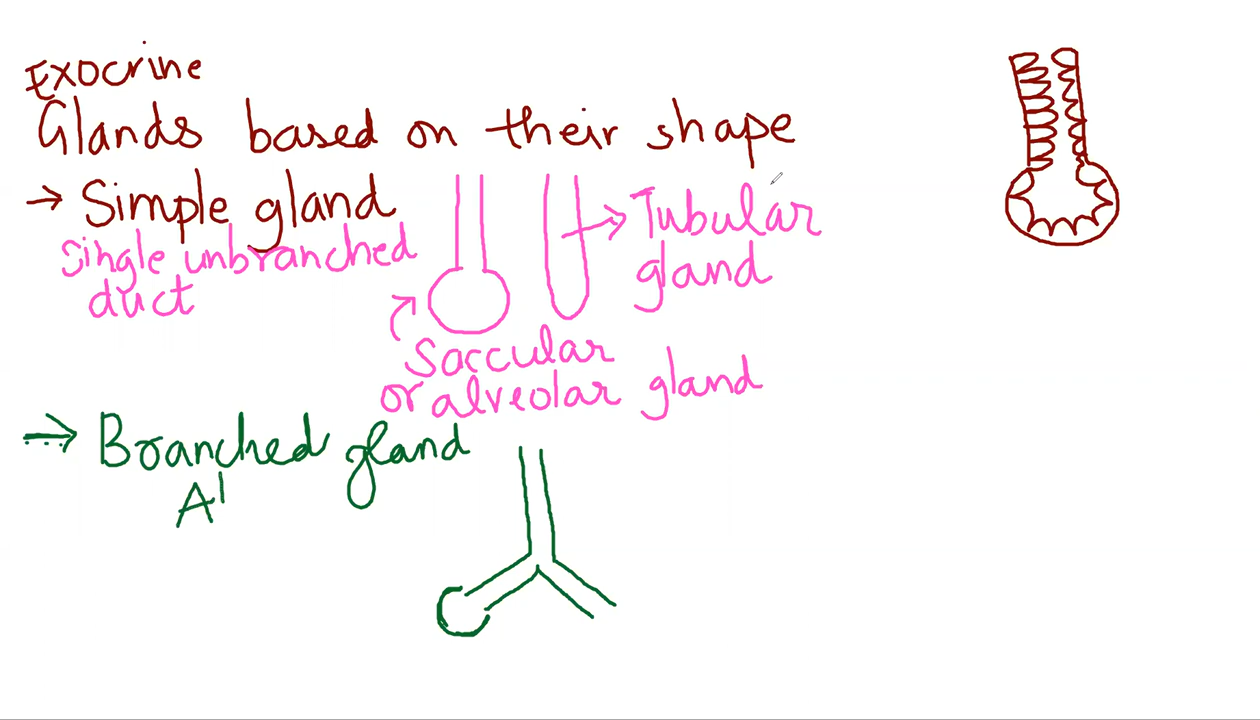 Exocrine
Glands based on their shape
→ Simple gland
Single unbranched
duct
Tubular
gland
Saccular
or alveolar gland
→ Branched gland
Al